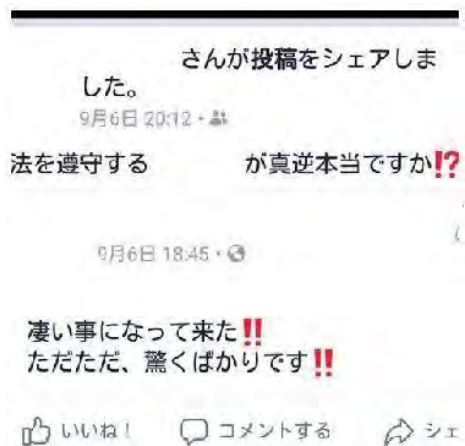 さんが投稿をシェアしま
した。
9月6日 20:12
法を遵守する が真逆本当ですか⁉
9月6日 18:45
凄い事になって来た‼
ただただ、驚くばかりです‼
いいね! コメントする シェ